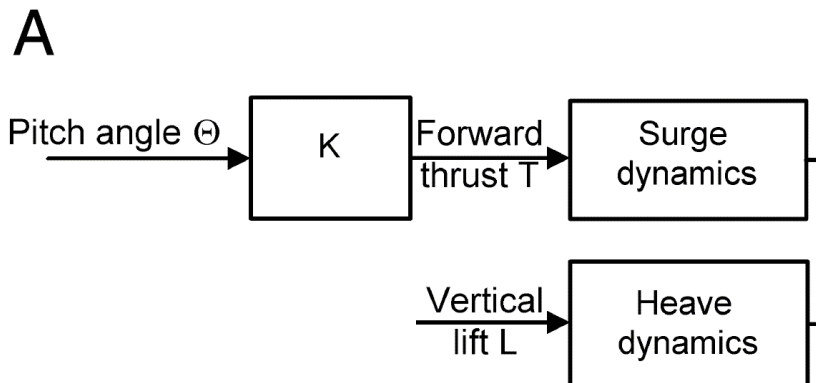 A
Pitch angle Θ
K
Forward
thrust T
Surge
dynamics
Vertical
lift L
Heave
dynamics